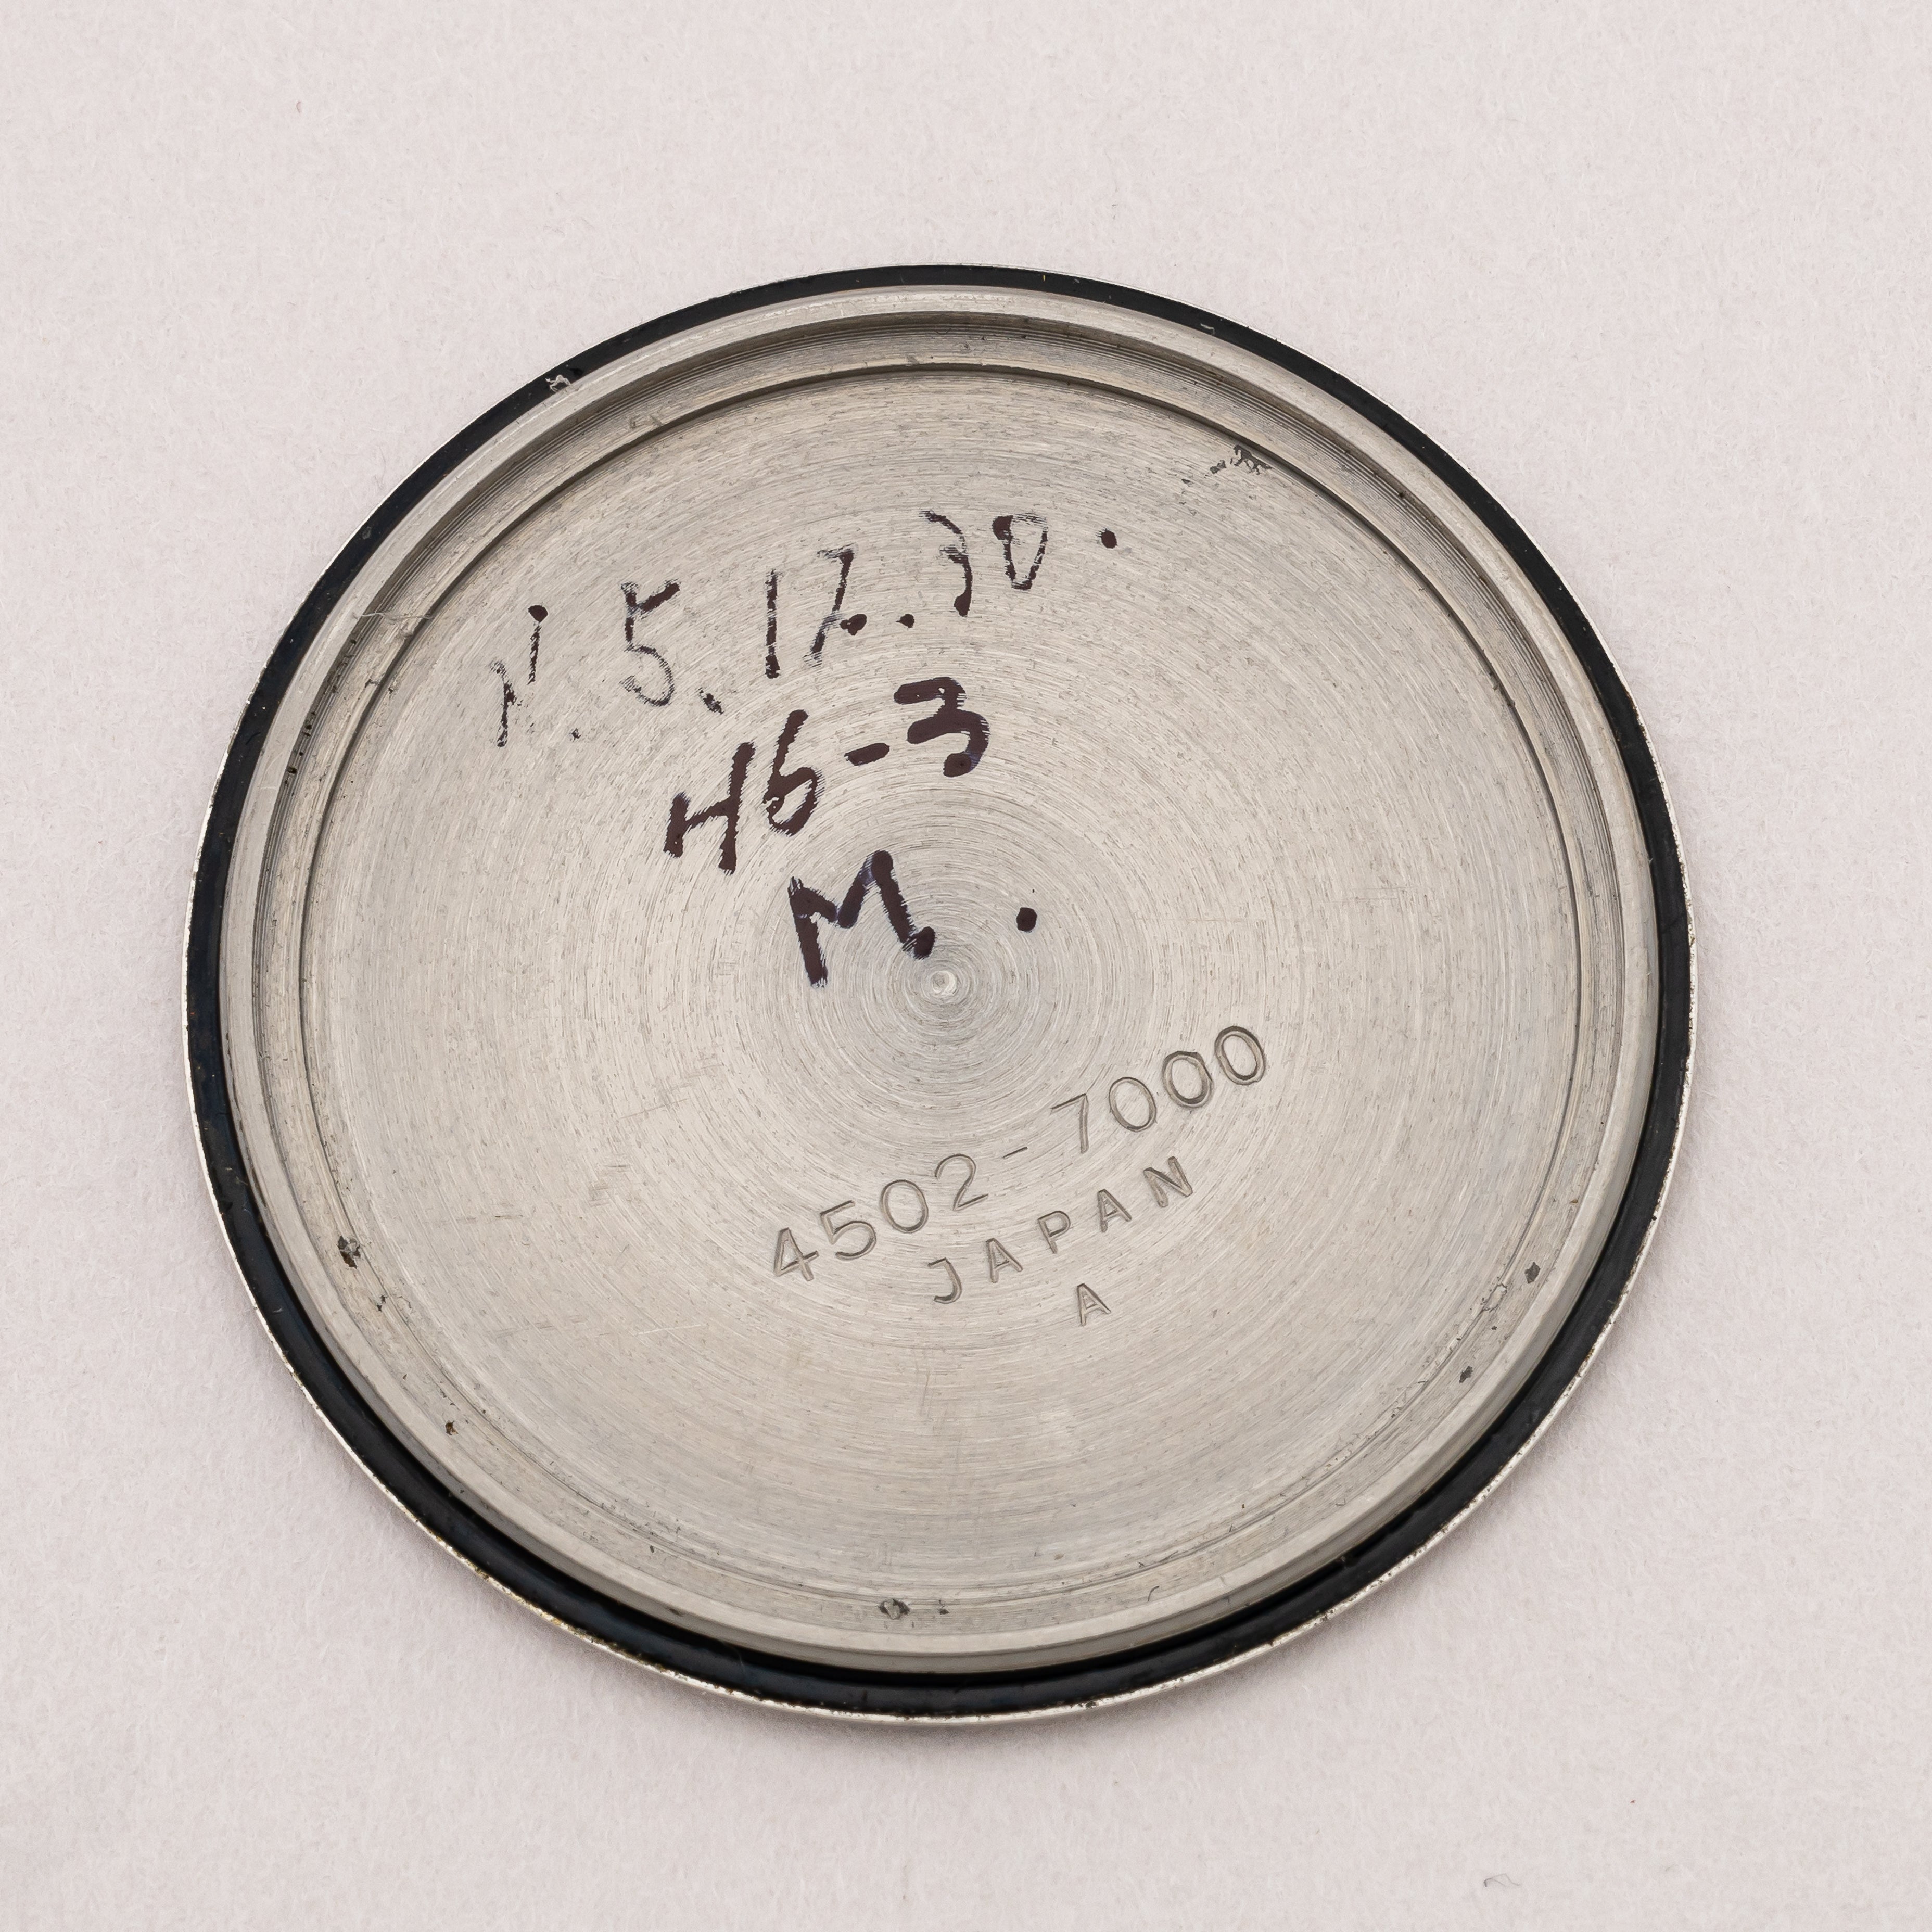 N.5.12.30.
H6-3
M.
4502-7000
JAPAN
A